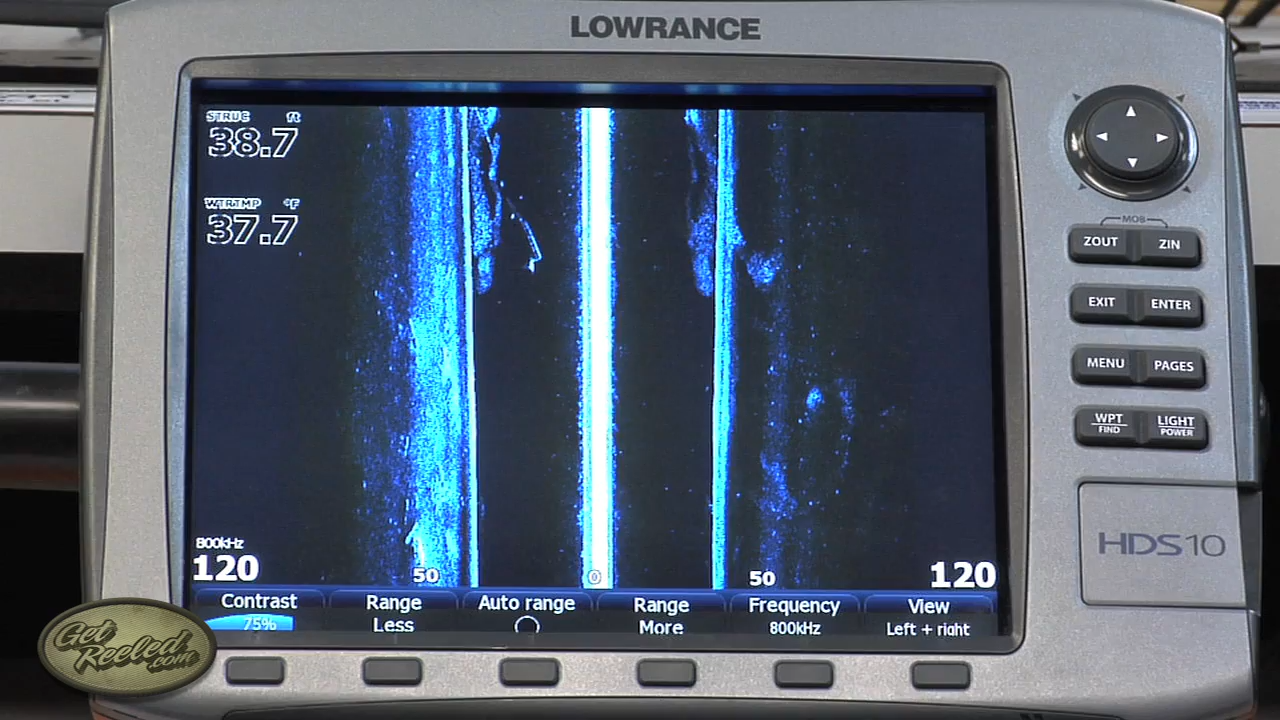 LOWRANCE
STRUC ft
38.7
WTRTMP °F
37.7
800kHz
120
50
0
50
120
Contrast
75%
Range
Less
Auto range
Range
More
Frequency
800kHz
View
Left + right
MOB
ZOUT ZIN
EXIT ENTER
MENU PAGES
WPT
FIND
LIGHT
POWER
HDS10
Get
Reeled
.com